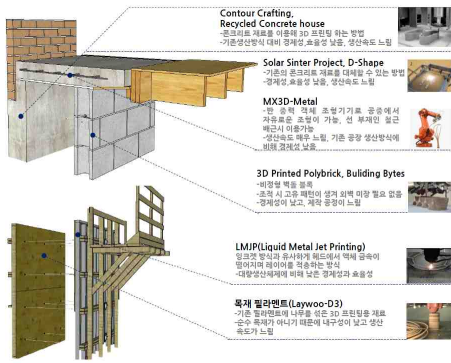 Contour Crafting,
Recycled Concrete house
-콘크리트 재료를 이용해 3D 프린팅 하는 방법
-기존생산방식 대비 경제성,효율성 낮음, 생산속도 느림
Solar Sinter Project, D-Shape
-기존의 콘크리트 재료를 대체할 수 있는 방법
-경제성,효율성 낮음, 생산속도 느림
MX3D-Metal
-반 중력 객체 조형기기로 공중에서
자유로운 조형이 가능, 선 부재인 철근
배근시 이용가능
-생산속도 매우 느림, 기존 공장 생산방식에
비해 경제성 낮음
3D Printed Polybrick, Buliding Bytes
-비정형 벽돌 블록
-조적 시 고유 패턴이 생겨 외벽 미장 필요 없음
-경제성이 낮고, 제작 공정이 느림
LMJP(Liquid Metal Jet Printing)
잉크젯 방식과 유사하게 헤드에서 액체 금속이
떨어지며 레이어를 적층하는 방식
-대량생산체제에 비해 낮은 경제성과 효율성
목재 필라멘트(Laywoo-D3)
-기존 필라멘트에 나무를 섞은 3D 프린팅용 재료
-순수 목재가 아니기 때문에 내구성이 낮고 생산
속도가 느림